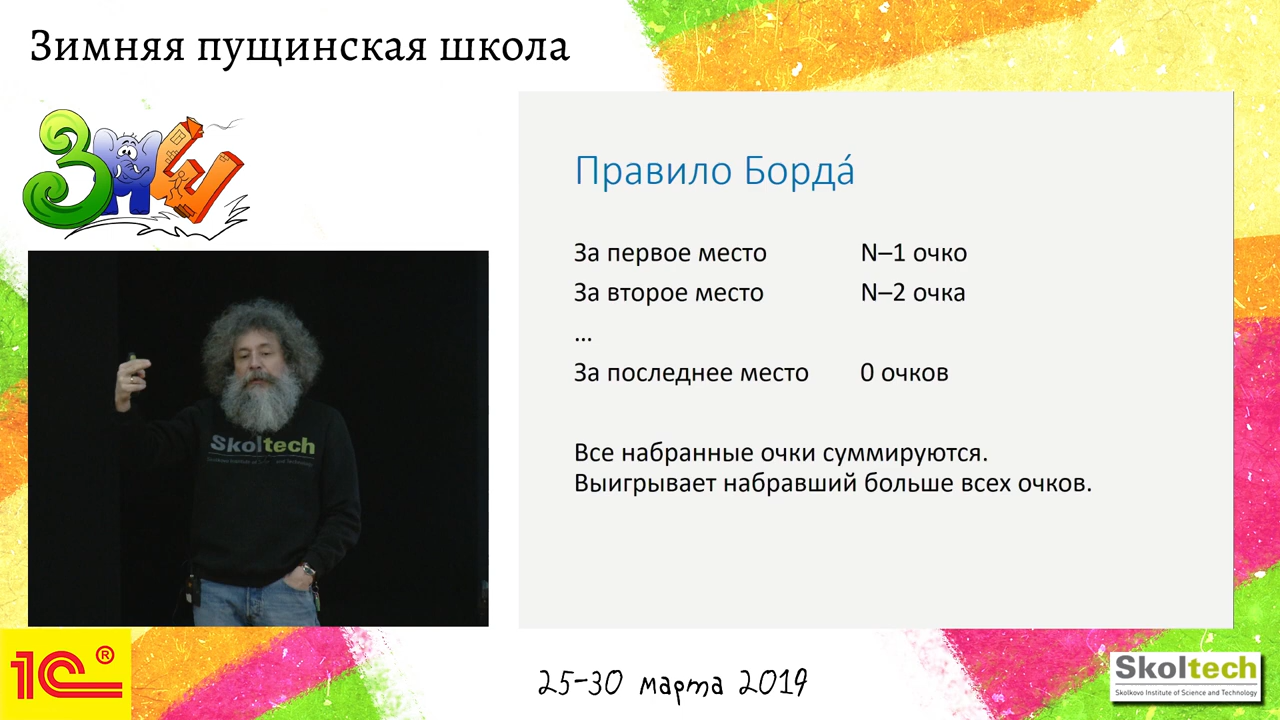 Зимняя пущинская школа
ЗПШ
Правило Борда́
За первое место N–1 очко
За второе место N–2 очка
...
За последнее место 0 очков
Все набранные очки суммируются.
Выигрывает набравший больше всех очков.
Skoltech
1С®
25-30 марта 2019
Skoltech
Skolkovo Institute of Science and Technology